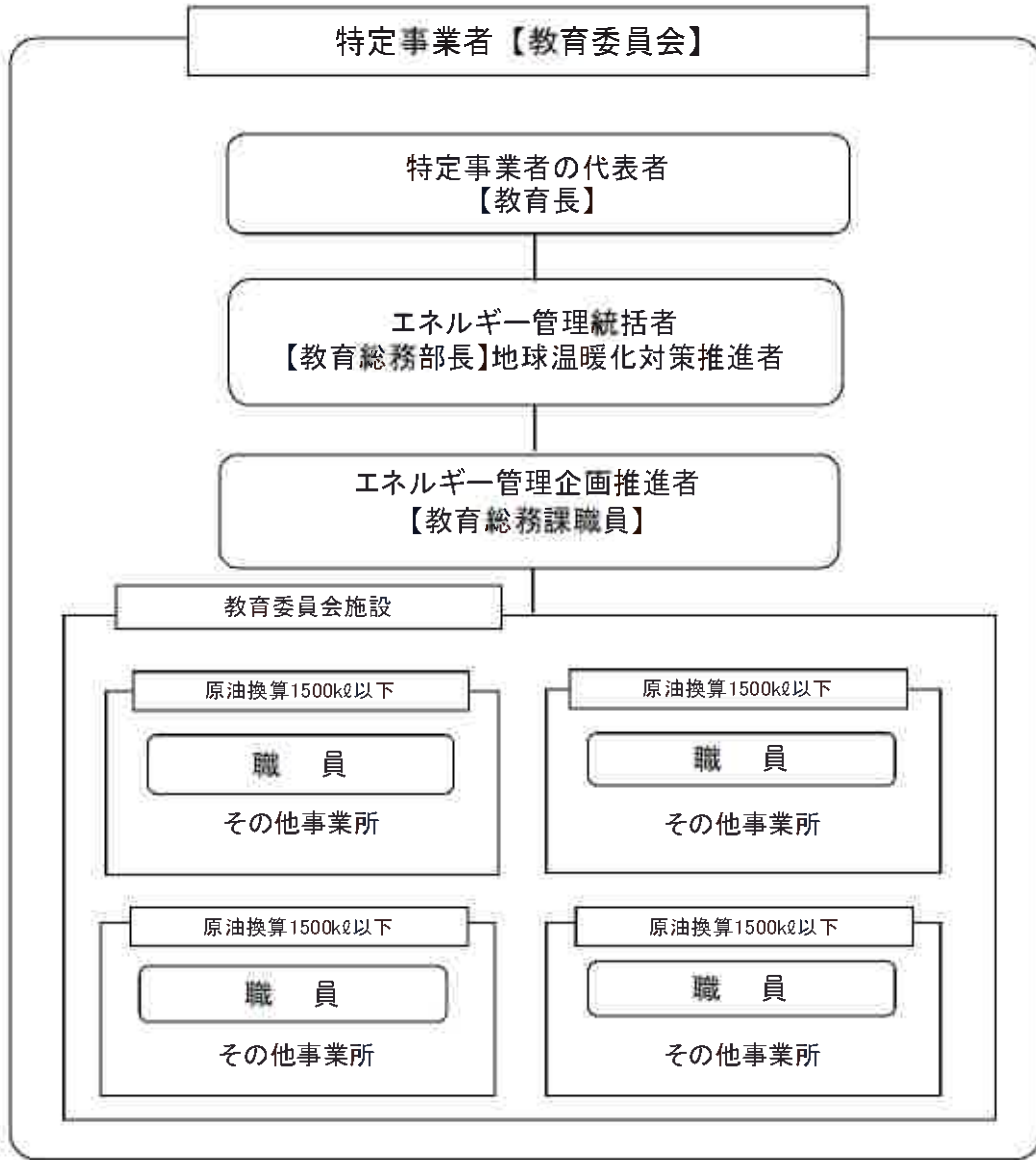 特定事業者【教育委員会】
特定事業者の代表者
【教育長】
エネルギー管理統括者
【教育総務部長】地球温暖化対策推進者
エネルギー管理企画推進者
【教育総務課職員】
教育委員会施設
原油換算1500kℓ以下
職　員
その他事業所
原油換算1500kℓ以下
職　員
その他事業所
原油換算1500kℓ以下
職　員
その他事業所
原油換算1500kℓ以下
職　員
その他事業所